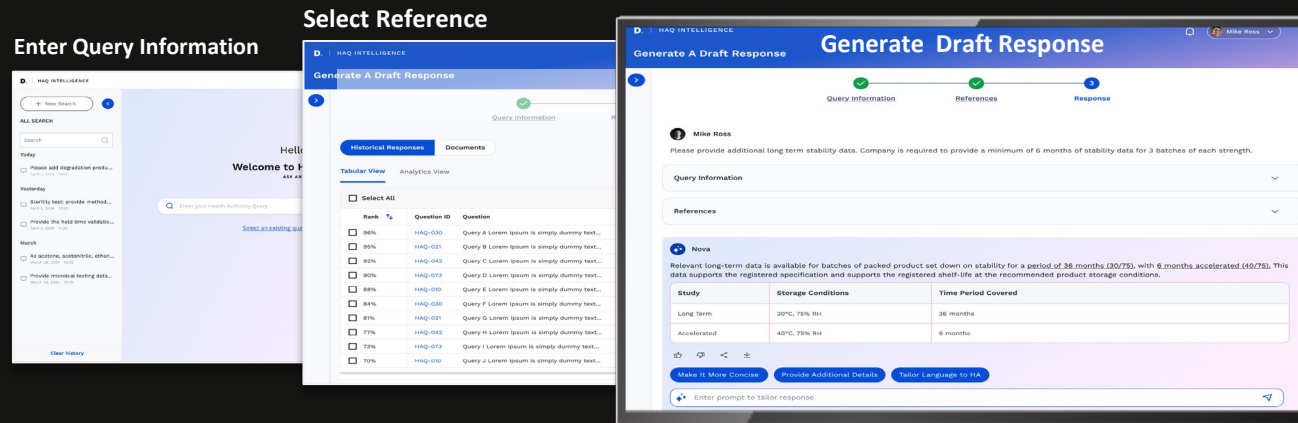 Enter Query Information
D. HAQ INTELLIGENCE
+ New Search
ALL SEARCH
Search
Today
Please add degradation produ...
April 3, 2024 10:32
Yesterday
Sterility test: provide method...
Provide the hold time validatic...
March
As acetone, acetonitrile, ethan...
Provide microbial testing data...
Clear history
Hello
Welcome to H
ASK AN
Enter your Health Authority Query
Select an existing que
Select Reference
D. HAQ INTELLIGENCE
Generate A Draft Response
Query Information
R
Historical Responses Documents
Tabular View Analytics View
Select All
Rank Question ID Question
96% HAQ-030 Query A Lorem Ipsum is simply dummy text...
95% HAQ-021 Query B Lorem Ipsum is simply dummy text...
93% HAQ-042 Query C Lorem Ipsum is simply dummy text...
90% HAQ-073 Query D Lorem Ipsum is simply dummy text...
88% HAQ-010 Query E Lorem Ipsum is simply dummy text...
84% HAQ-030 Query F Lorem Ipsum is simply dummy text...
81% HAQ-021 Query G Lorem Ipsum is simply dummy text...
77% HAQ-042 Query H Lorem Ipsum is simply dummy text...
73% HAQ-073 Query I Lorem Ipsum is simply dummy text...
70% HAQ-010 Query J Lorem Ipsum is simply dummy text...
D. HAQ INTELLIGENCE
Mike Ross
Generate A Draft Response
Generate Draft Response
3
Query Information References Response
Mike Ross
Please provide additional long term stability data. Company is required to provide a minimum of 6 months of stability data for 3 batches of each strength.
Query Information
References
Nova
Relevant long-term data is available for batches of packed product set down on stability for a period of 36 months (30/75), with 6 months accelerated (40/75). This
data supports the registered specification and supports the registered shelf-life at the recommended product storage conditions.
Study Storage Conditions Time Period Covered
Long Term 30°C, 75% RH 36 months
Accelerated 40°C, 75% RH 6 months
Make It More Concise Provide Additional Details Tailor Language to HA
Enter prompt to tailor response